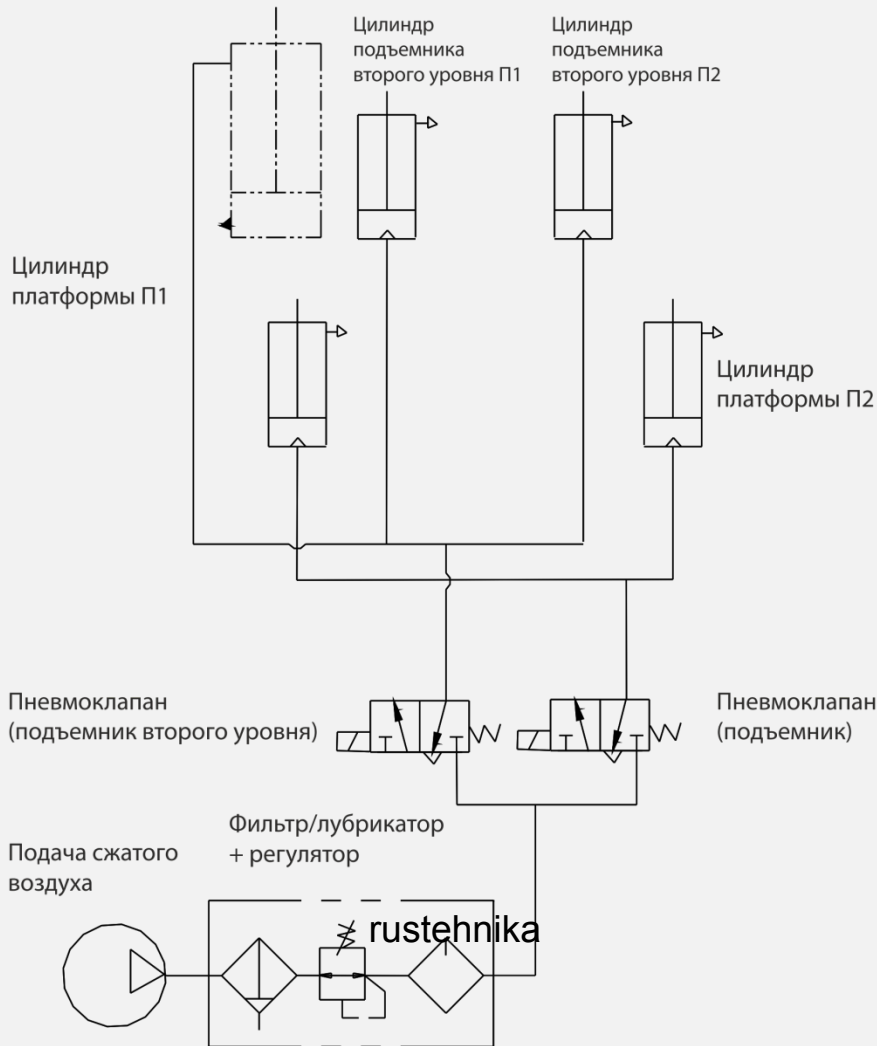 Цилиндр
подъемника
второго уровня П1
Цилиндр
подъемника
второго уровня П2
Цилиндр
платформы П1
Цилиндр
платформы П2
Пневмоклапан
(подъемник второго уровня)
Пневмоклапан
(подъемник)
Фильтр/лубрикатор
+ регулятор
Подача сжатого
воздуха
rustehnika